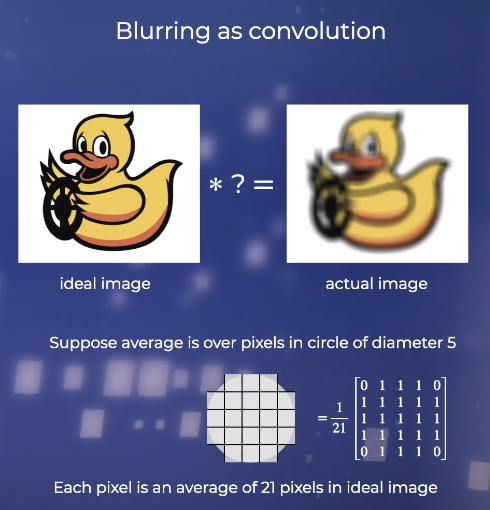 Blurring as convolution
* ? =
ideal image
actual image
Suppose average is over pixels in circle of diameter 5
= 1/21 [0 1 1 1 0
1 1 1 1 1
1 1 1 1 1
1 1 1 1 1
0 1 1 1 0]
Each pixel is an average of 21 pixels in ideal image